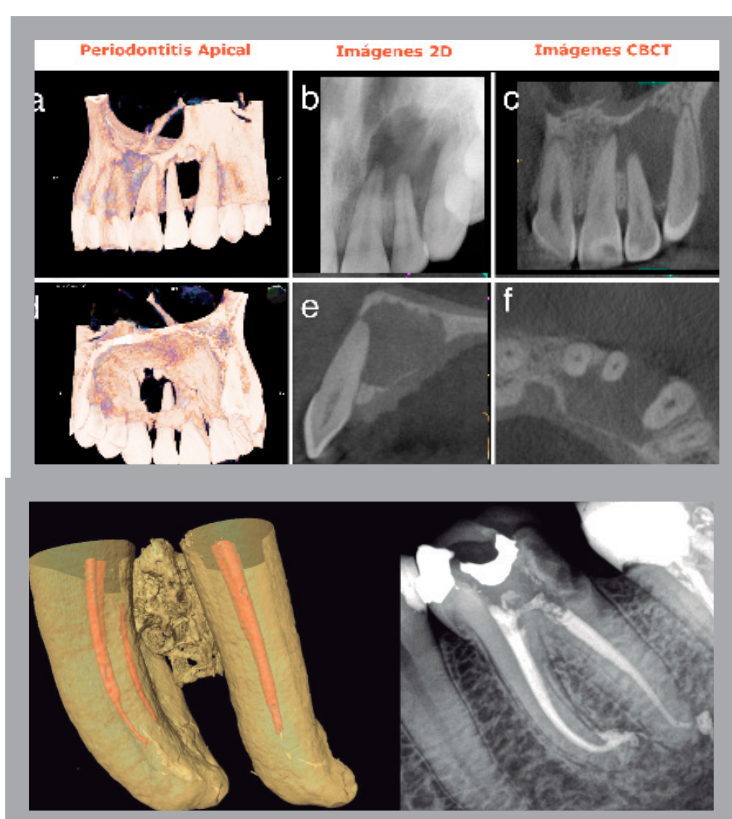 Periodontitis Apical
Imágenes 2D
Imágenes CBCT
a
b
c
d
e
f